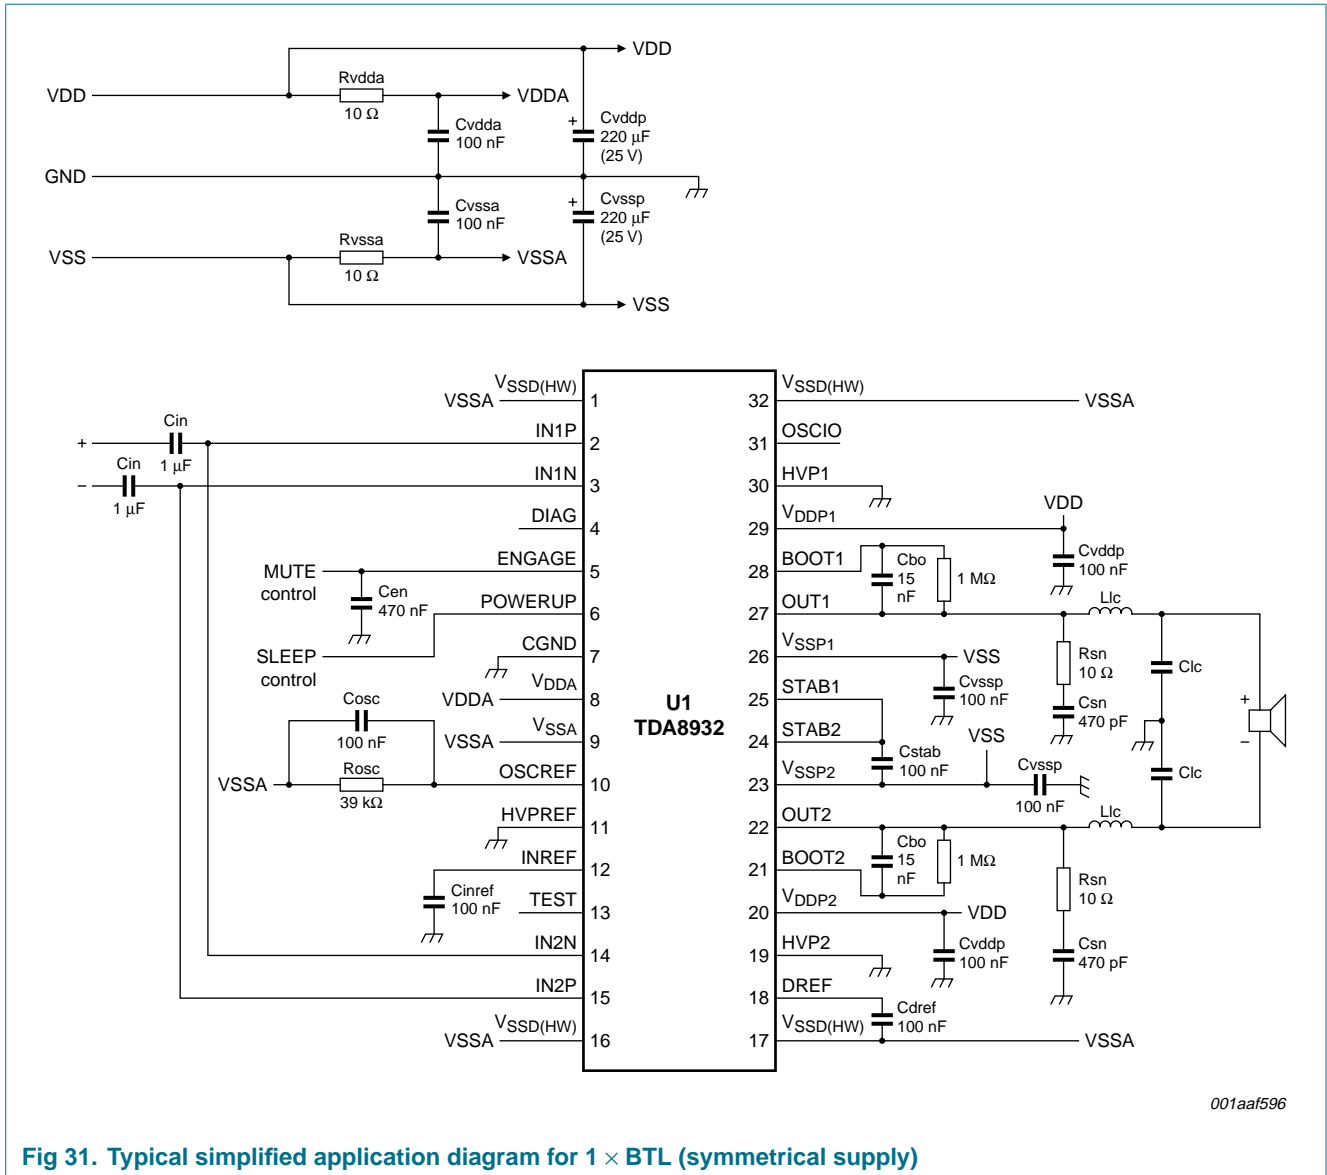 VDD
VDD
Rvdda
10 Ω
VDDA
Cvdda
100 nF
+
Cvddp
220 μF
(25 V)
GND
Cvssa
100 nF
+
Cvssp
220 μF
(25 V)
VSS
Rvssa
10 Ω
VSSA
VSS
U1
TDA8932
VSSA
VSSD(HW)
1
+
Cin
1 μF
IN1P
2
−
Cin
1 μF
IN1N
3
DIAG
4
MUTE
control
ENGAGE
5
Cen
470 nF
POWERUP
6
SLEEP
control
CGND
7
VDDA
VDDA
8
Cosc
100 nF
VSSA
VSSA
9
VSSA
Rosc
39 kΩ
OSCREF
10
HVPREF
11
INREF
12
Cinref
100 nF
TEST
13
IN2N
14
IN2P
15
VSSA
VSSD(HW)
16
32
VSSD(HW)
VSSA
31
OSCIO
30
HVP1
29
VDDP1
VDD
Cvddp
100 nF
28
BOOT1
Cbo
15
nF
1 MΩ
27
OUT1
Llc
26
VSSP1
VSS
Cvssp
100 nF
Rsn
10 Ω
Csn
470 pF
Clc
25
STAB1
24
STAB2
Cstab
100 nF
VSS
+
−
23
VSSP2
Cvssp
100 nF
Clc
22
OUT2
Llc
Cbo
15
nF
1 MΩ
21
BOOT2
Rsn
10 Ω
20
VDDP2
VDD
Cvddp
100 nF
Csn
470 pF
19
HVP2
18
DREF
Cdref
100 nF
17
VSSD(HW)
VSSA
001aaf596
Fig 31. Typical simplified application diagram for 1 × BTL (symmetrical supply)